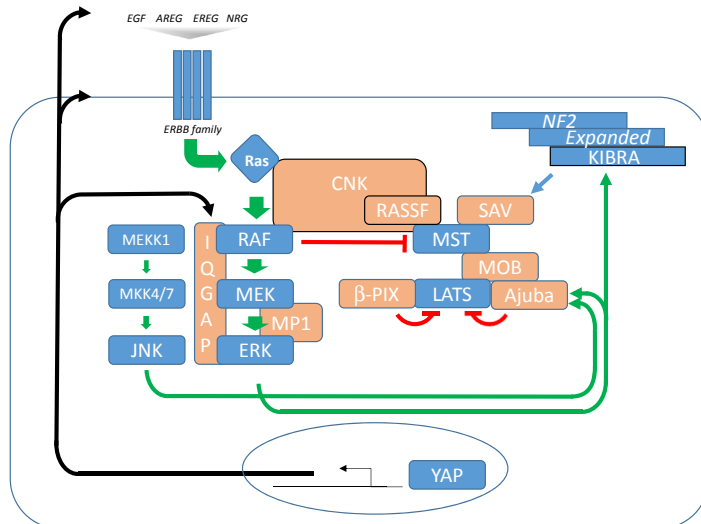 EGF AREG EREG NRG
ERBB family
NF2
Expanded
KIBRA
Ras
CNK
RASSF
SAV
MEKK1
IQGAP
RAF
MST
MOB
MKK4/7
MEK
β-PIX
LATS
Ajuba
MP1
JNK
ERK
YAP